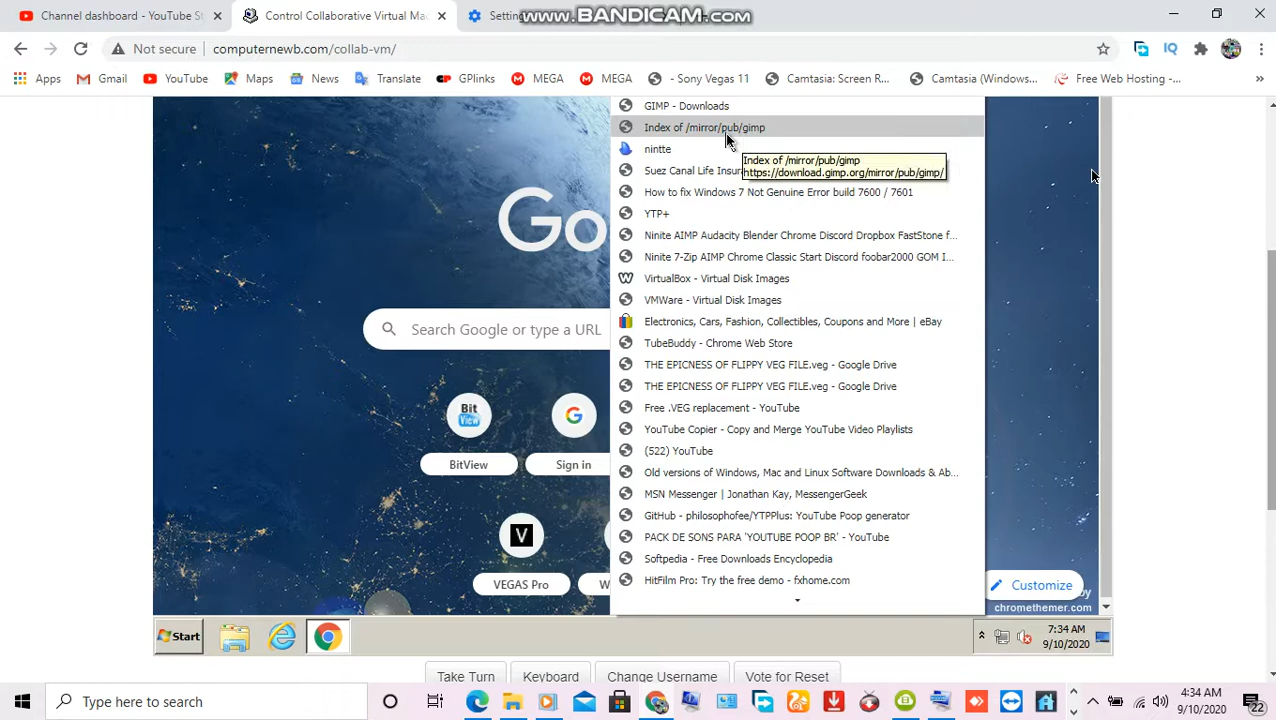 Channel dashboard - YouTube St
Control Collaborative Virtual Mac
Setting
www.BANDICAM.com
Not secure
computernewb.com/collab-vm/
IQ
Apps
Gmail
YouTube
Maps
News
Translate
GPlinks
MEGA
MEGA
- Sony Vegas 11
Camtasia: Screen R...
Camtasia (Windows...
Free Web Hosting -...
»
GIMP - Downloads
Index of /mirror/pub/gimp
nintte
Index of /mirror/pub/gimp
https://download.gimp.org/mirror/pub/gimp/
Suez Canal Life Insura
How to fix Windows 7 Not Genuine Error build 7600 / 7601
YTP+
Ninite AIMP Audacity Blender Chrome Discord Dropbox FastStone f...
Ninite 7-Zip AIMP Chrome Classic Start Discord foobar2000 GOM I...
VirtualBox - Virtual Disk Images
VMWare - Virtual Disk Images
Electronics, Cars, Fashion, Collectibles, Coupons and More | eBay
TubeBuddy - Chrome Web Store
THE EPICNESS OF FLIPPY VEG FILE.veg - Google Drive
THE EPICNESS OF FLIPPY VEG FILE.veg - Google Drive
Free .VEG replacement - YouTube
YouTube Copier - Copy and Merge YouTube Video Playlists
(522) YouTube
Old versions of Windows, Mac and Linux Software Downloads & Ab...
MSN Messenger | Jonathan Kay, MessengerGeek
GitHub - philosophofee/YTPPlus: YouTube Poop generator
PACK DE SONS PARA 'YOUTUBE POOP BR' - YouTube
Softpedia - Free Downloads Encyclopedia
HitFilm Pro: Try the free demo - fxhome.com
Go
Search Google or type a URL
Bit
View
G
BitView
Sign in
V
VEGAS Pro
W
Customize
by
chromethemer.com
Start
7:34 AM
9/10/2020
Take Turn
Keyboard
Change Username
Vote for Reset
Type here to search
4:34 AM
9/10/2020
22